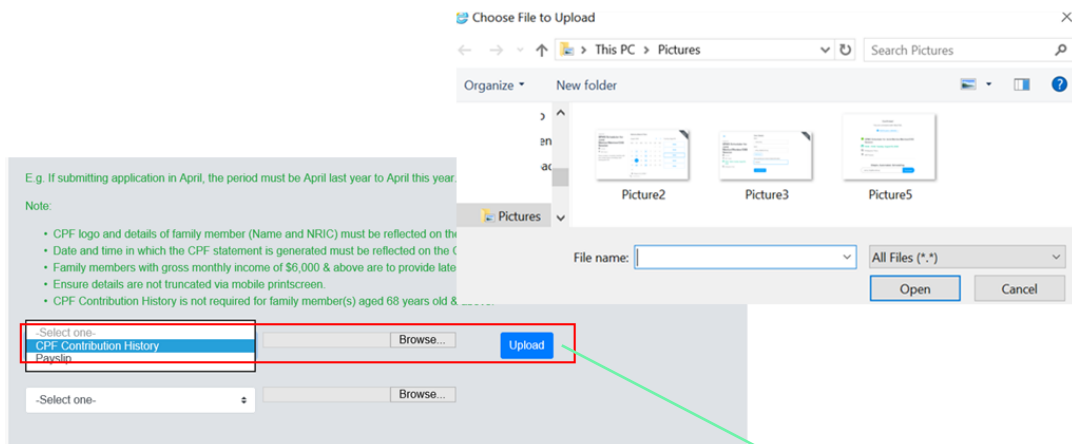 Choose File to Upload
This PC > Pictures
Search Pictures
Organize
New folder
Picture2
Picture3
Picture5
Pictures
File name:
All Files (*.*)
Open
Cancel
E.g. If submitting application in April, the period must be April last year to April this year.
Note:
• CPF logo and details of family member (Name and NRIC) must be reflected on the
• Date and time in which the CPF statement is generated must be reflected on the
• Family members with gross monthly income of $6,000 & above are to provide late
• Ensure details are not truncated via mobile printscreen.
• CPF Contribution History is not required for family member(s) aged 68 years old &
-Select one-
CPF Contribution History
Payslip
Browse...
Upload
-Select one-
Browse...